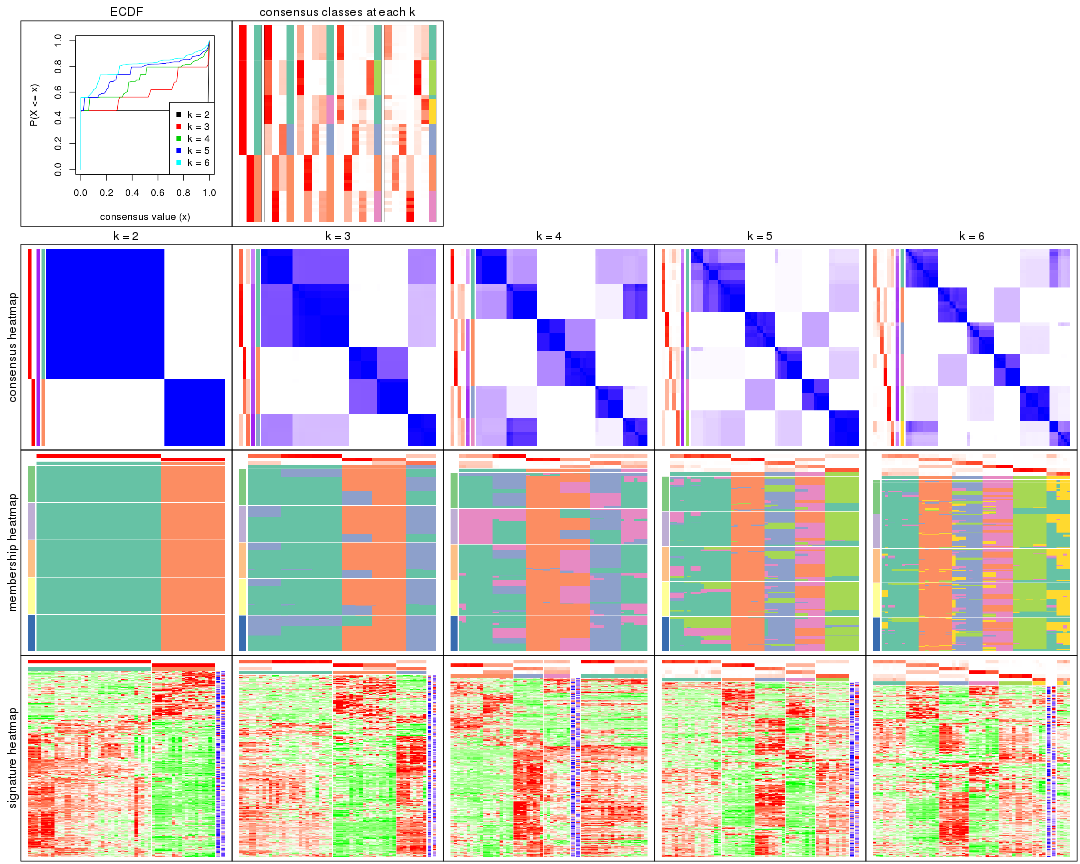 ECDF
consensus classes at each k
P(X <= x)
0.0
0.2
0.4
0.6
0.8
1.0
k = 2
k = 3
k = 4
k = 5
k = 6
0.0 0.2 0.4 0.6 0.8 1.0
consensus value (x)
k = 2
k = 3
k = 4
k = 5
k = 6
consensus heatmap
membership heatmap
signature heatmap